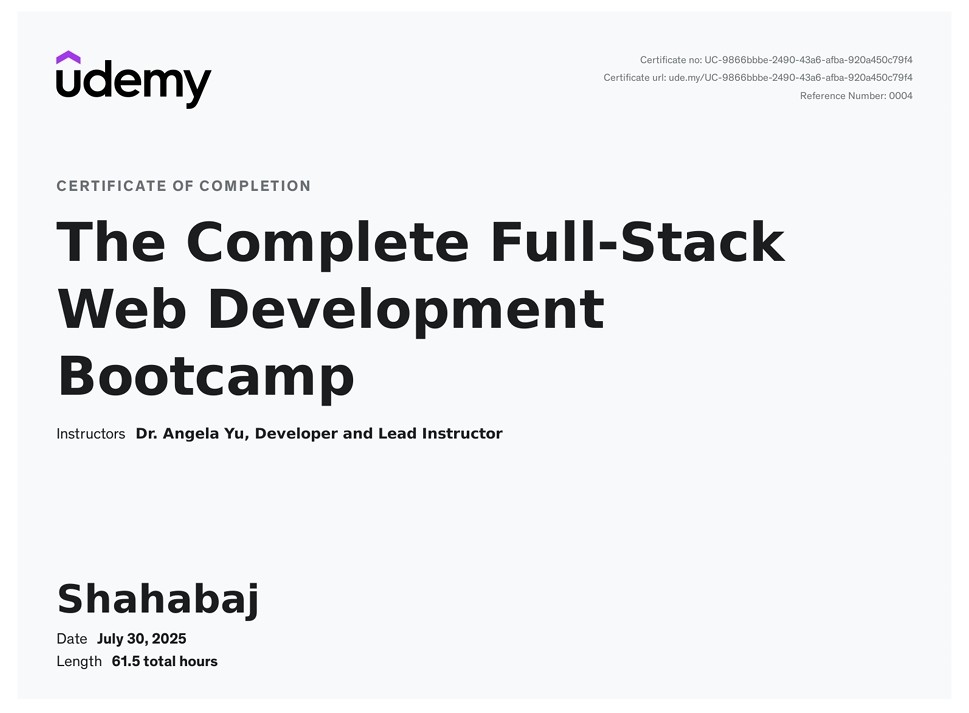 udemy
Certificate no: UC-9866bbbe-2490-43a6-afba-920a450c79f4
Certificate url: ude.my/UC-9866bbbe-2490-43a6-afba-920a450c79f4
Reference Number: 0004
CERTIFICATE OF COMPLETION
The Complete Full-Stack
Web Development
Bootcamp
Instructors Dr. Angela Yu, Developer and Lead Instructor
Shahabaj
Date July 30, 2025
Length 61.5 total hours